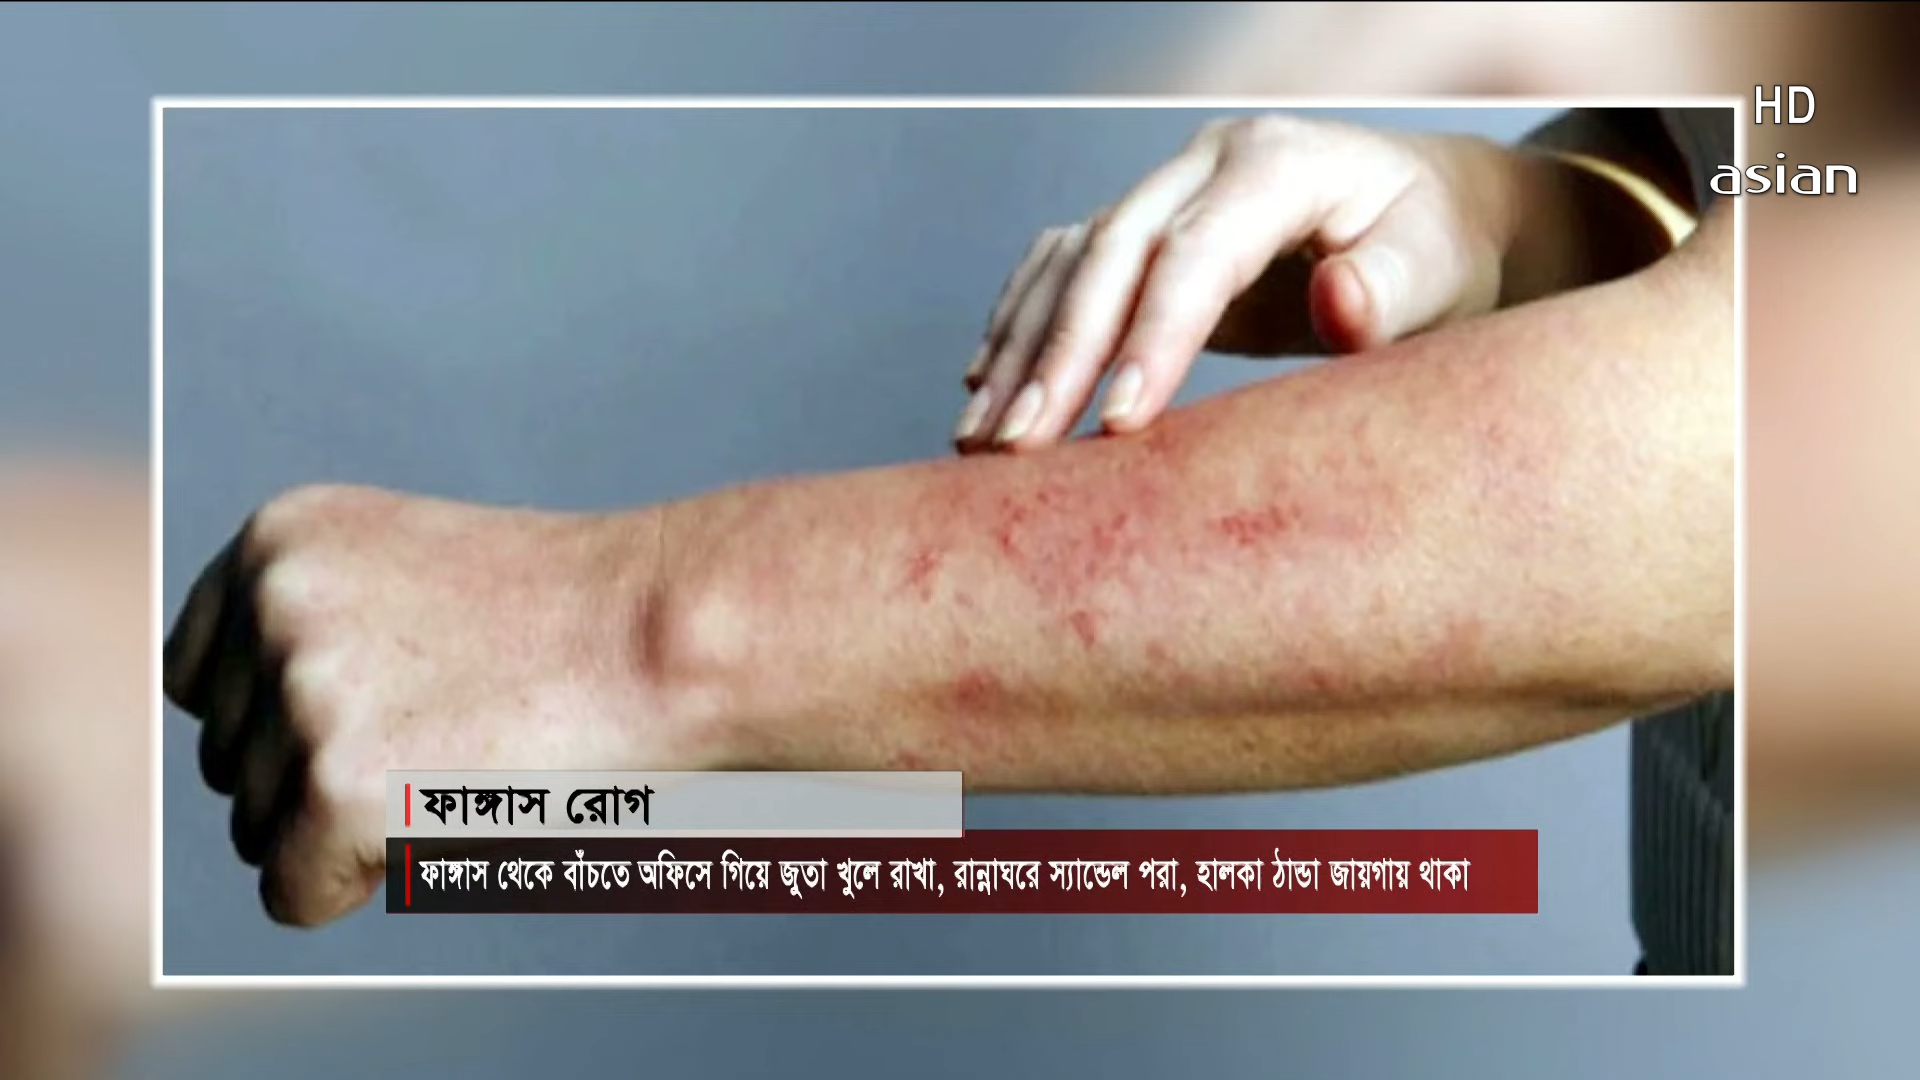 HD
asian
ফাঙ্গাস রোগ
ফাঙ্গাস থেকে বাঁচতে অফিসে গিয়ে জুতা খুলে রাখা, রান্নাঘরে স্যান্ডেল পরা, হালকা ঠান্ডা জায়গায় থাকা